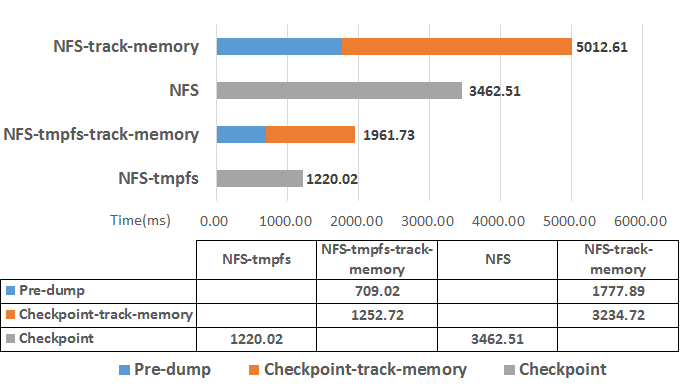 NFS-track-memory 5012.61
NFS 3462.51
NFS-tmpfs-track-memory 1961.73
NFS-tmpfs 1220.02
Time(ms) 0.00 1000.00 2000.00 3000.00 4000.00 5000.00 6000.00
NFS-tmpfs NFS-tmpfs-track-memory NFS NFS-track-memory
Pre-dump 709.02 1777.89
Checkpoint-track-memory 1252.72 3234.72
Checkpoint 1220.02 3462.51
Pre-dump Checkpoint-track-memory Checkpoint